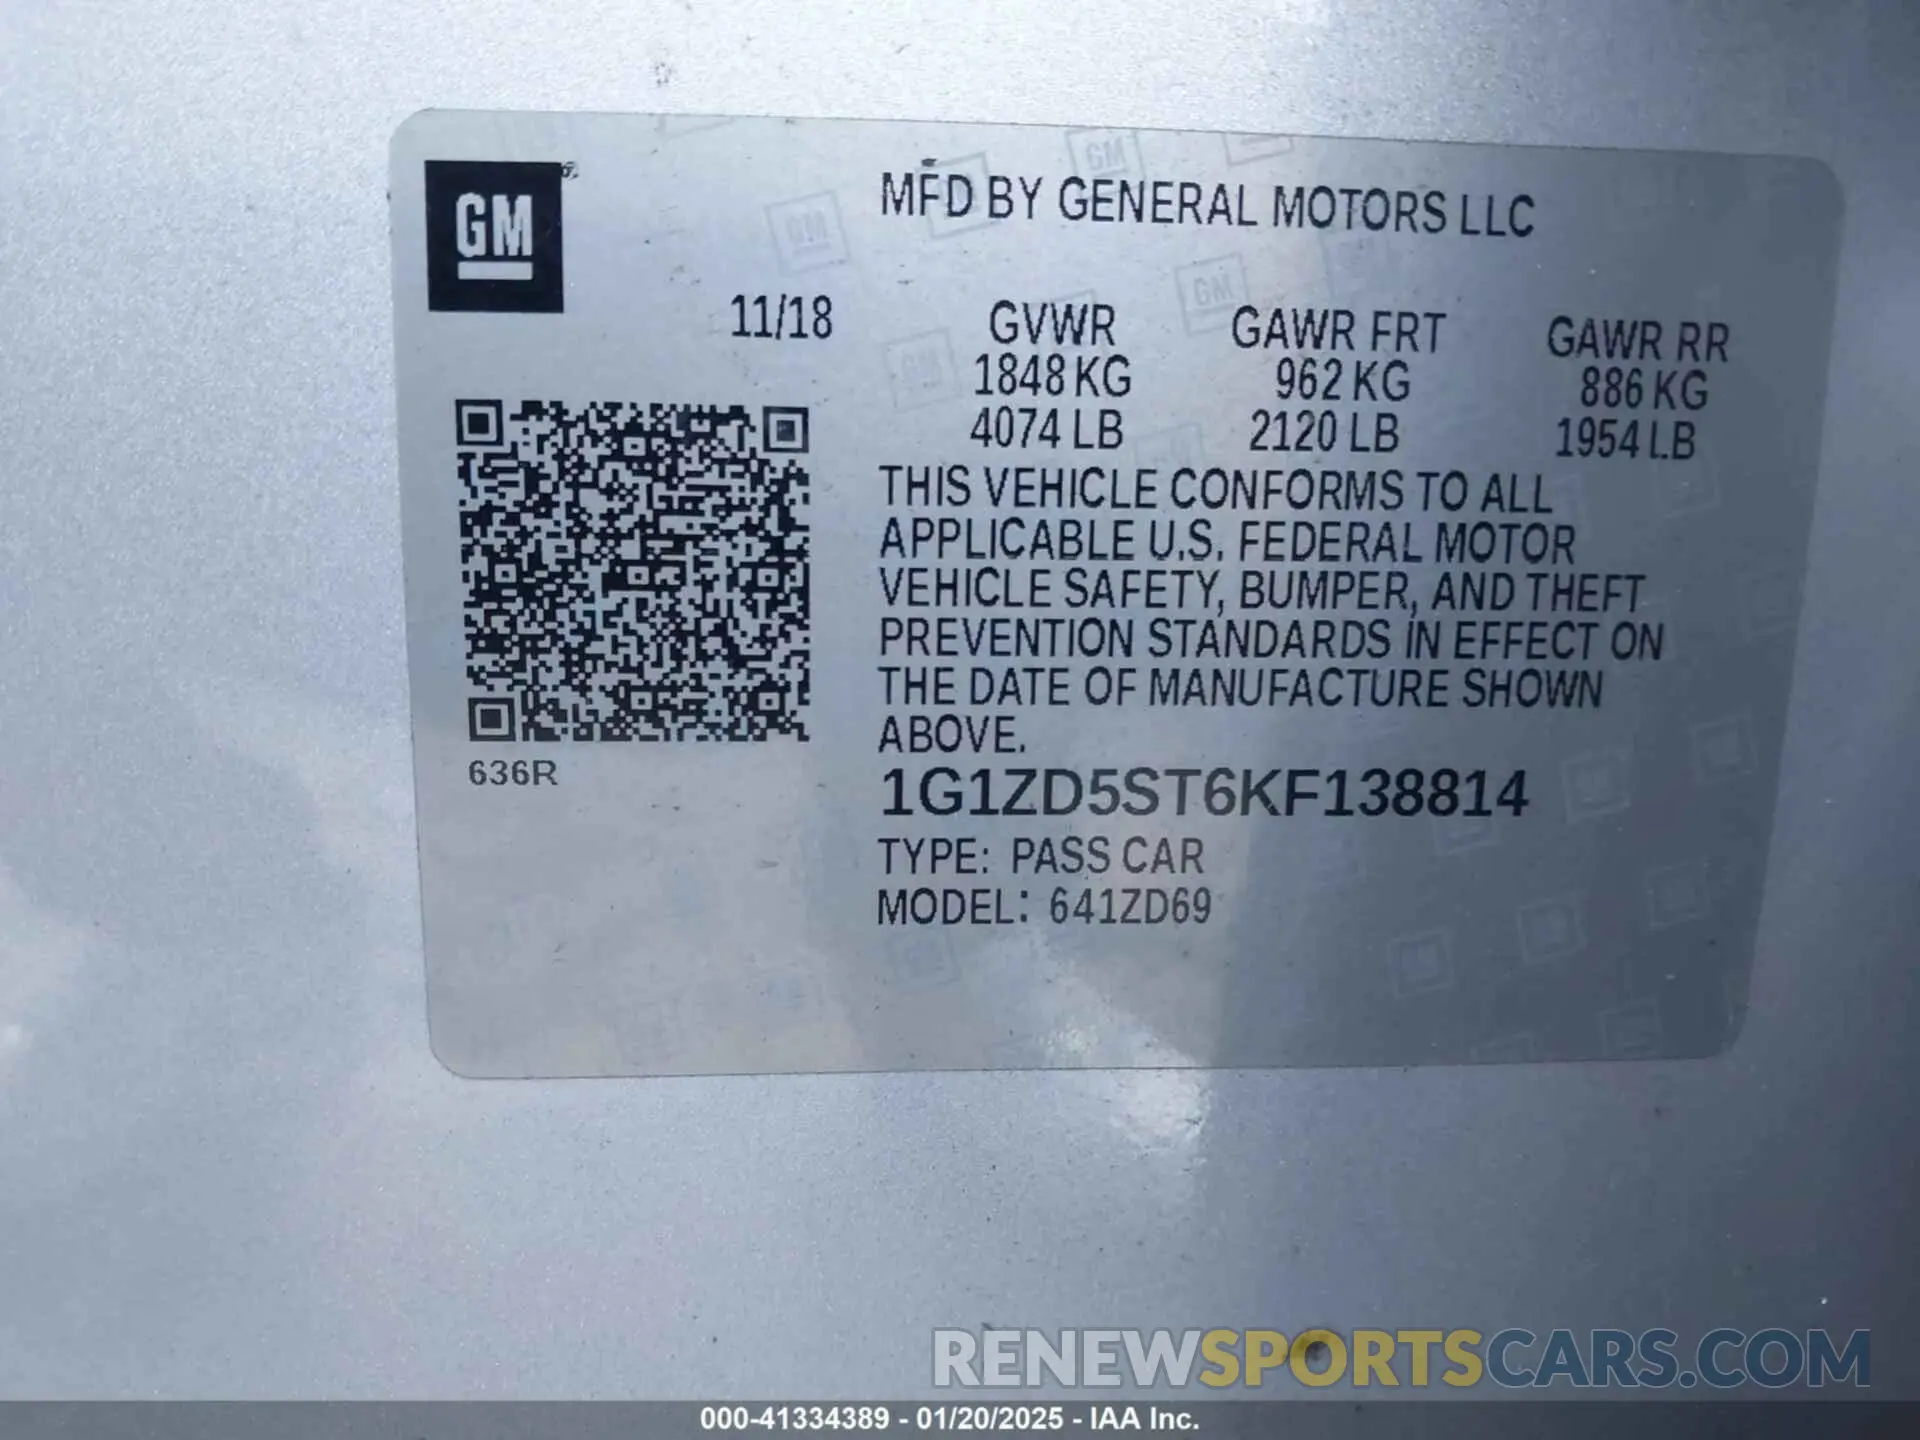 GM
MFD BY GENERAL MOTORS LLC
11/18
GVWR GAWR FRT GAWR RR
1848 KG 962 KG 886 KG
4074 LB 2120 LB 1954 LB
THIS VEHICLE CONFORMS TO ALL
APPLICABLE U.S. FEDERAL MOTOR
VEHICLE SAFETY, BUMPER, AND THEFT
PREVENTION STANDARDS IN EFFECT ON
THE DATE OF MANUFACTURE SHOWN
ABOVE.
636R
1G1ZD5ST6KF138814
TYPE: PASS CAR
MODEL: 641ZD69
RENEWSPORTSCARS.COM
000-41334389 - 01/20/2025 - IAA Inc.